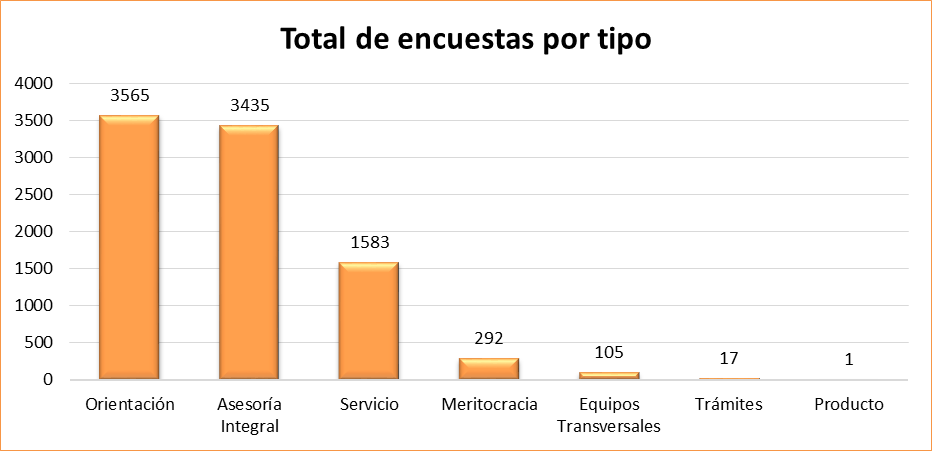 Total de encuestas por tipo
4000
3500
3000
2500
2000
1500
1000
500
0
3565
3435
1583
292
105
17
1
Orientación
Asesoría
Integral
Servicio
Meritocracia
Equipos
Transversales
Trámites
Producto